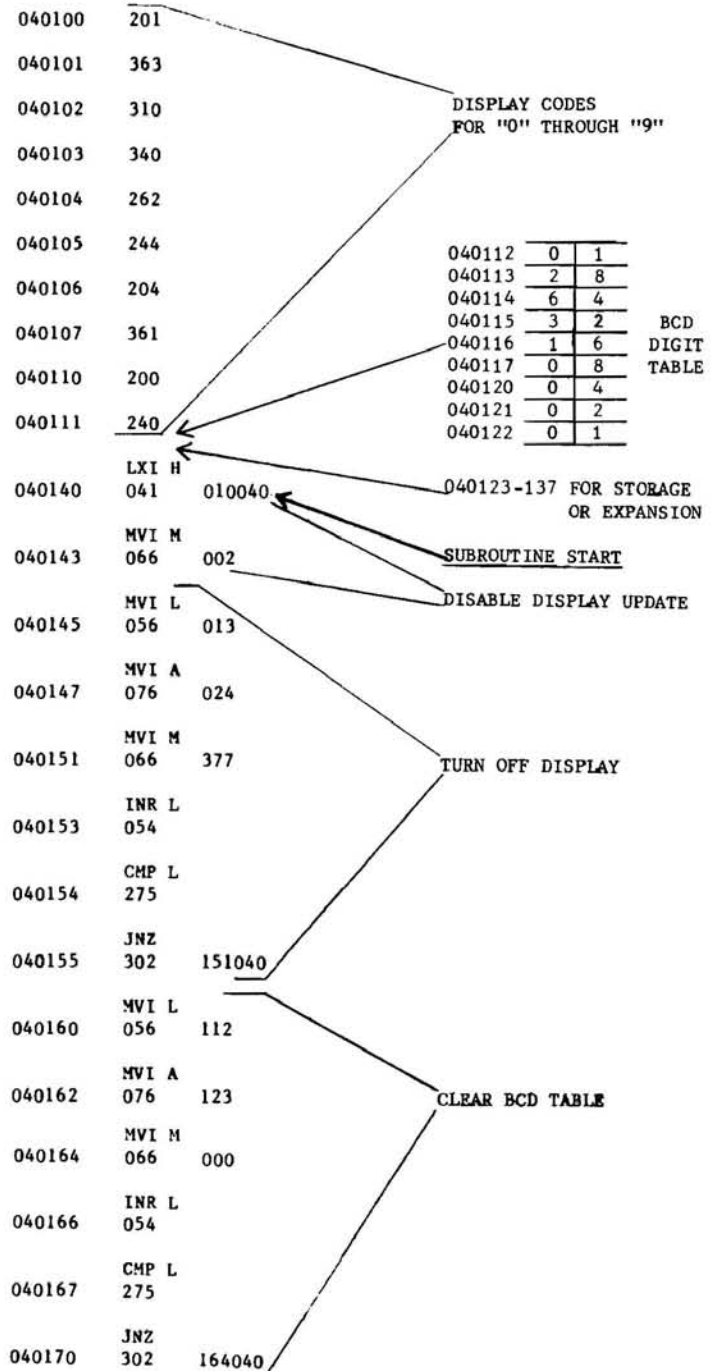 040100 201
040101 363
040102 310
DISPLAY CODES
FOR "0" THROUGH "9"
040103 340
040104 262
040105 244
040106 204
040107 361
040110 200
040111 240
040112 0 1
040113 2 8
040114 6 4
040115 3 2
040116 1 6
040117 0 8
040120 0 4
040121 0 2
040122 0 1
BCD
DIGIT
TABLE
LXI H
040140 041 010040
040123-137 FOR STORAGE
OR EXPANSION
SUBROUTINE START
MVI M
040143 066 002
DISABLE DISPLAY UPDATE
MVI L
040145 056 013
MVI A
040147 076 024
MVI M
040151 066 377
TURN OFF DISPLAY
INR L
040153 054
CMP L
040154 275
JNZ
040155 302 151040
MVI L
040160 056 112
MVI A
040162 076 123
CLEAR BCD TABLE
MVI M
040164 066 000
INR L
040166 054
CMP L
040167 275
JNZ
040170 302 164040